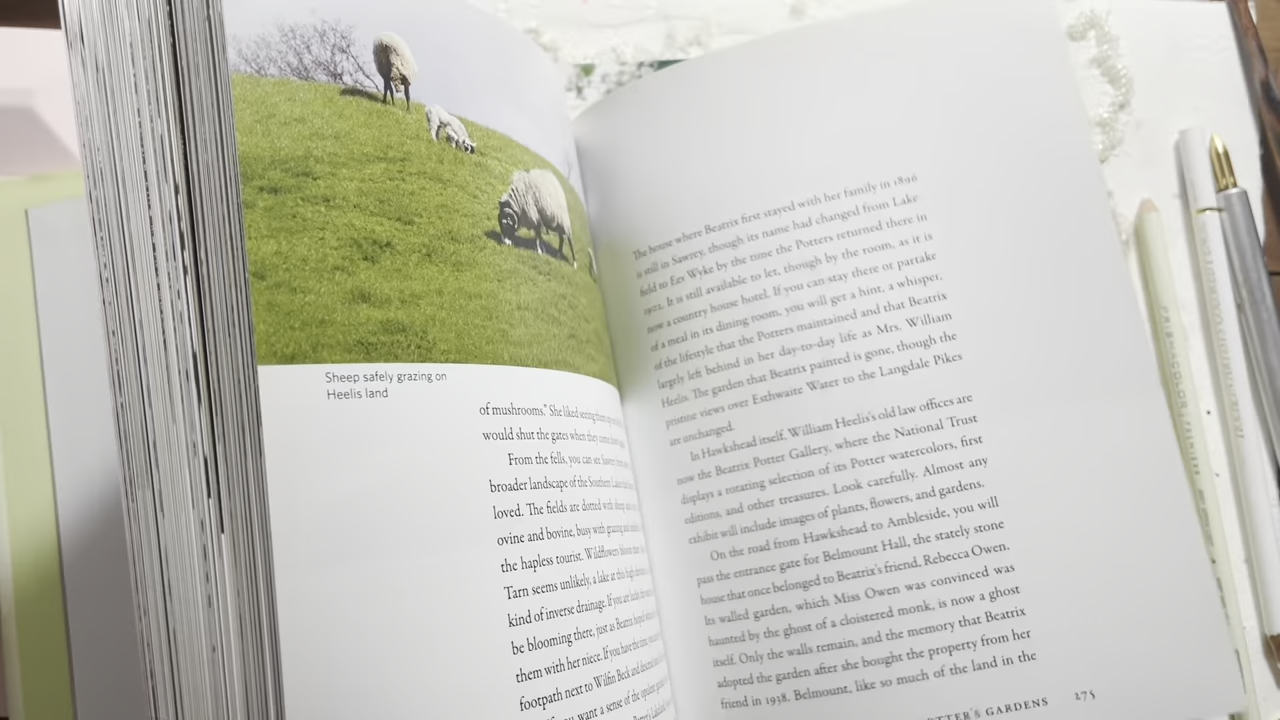 Sheep safely grazing on
Heelis land
of mushrooms." She liked seeing them
would shut the gates when they
From the fells, you can see
broader landscape of the Southern
loved. The fields are dotted with
ovine and bovine, busy with grazing
the hapless tourist. Wildflowers
Tarn seems unlikely, a lake at this high
kind of inverse drainage. If you are
be blooming there, just as Beatrix
them with her niece. If you have the time,
footpath next to Wilfin Beck and
you want a sense of the
The house where Beatrix first stayed with her family in 1896
is still in Sawrey, though its name had changed from Lake
field to Ees Wyke by the time the Potters returned there in
1902. It is still available to let, though by the room, as it is
now a country house hotel. If you can stay there or partake
of a meal in its dining room, you will get a hint, a whisper,
of the lifestyle that the Potters maintained and that Beatrix
largely left behind in her day-to-day life as Mrs. William
Heelis. The garden that Beatrix painted is gone, though the
pristine views over Esthwaite Water to the Langdale Pikes
are unchanged.
In Hawkshead itself, William Heelis's old law offices are
now the Beatrix Potter Gallery, where the National Trust
displays a rotating selection of its Potter watercolors, first
editions, and other treasures. Look carefully. Almost any
exhibit will include images of plants, flowers, and gardens.
On the road from Hawkshead to Ambleside, you will
pass the entrance gate for Belmount Hall, the stately stone
house that once belonged to Beatrix's friend, Rebecca Owen.
Its walled garden, which Miss Owen was convinced was
haunted by the ghost of a cloistered monk, is now a ghost
itself. Only the walls remain, and the memory that Beatrix
adopted the garden after she bought the property from her
friend in 1938. Belmount, like so much of the land in the
GARDENS 275